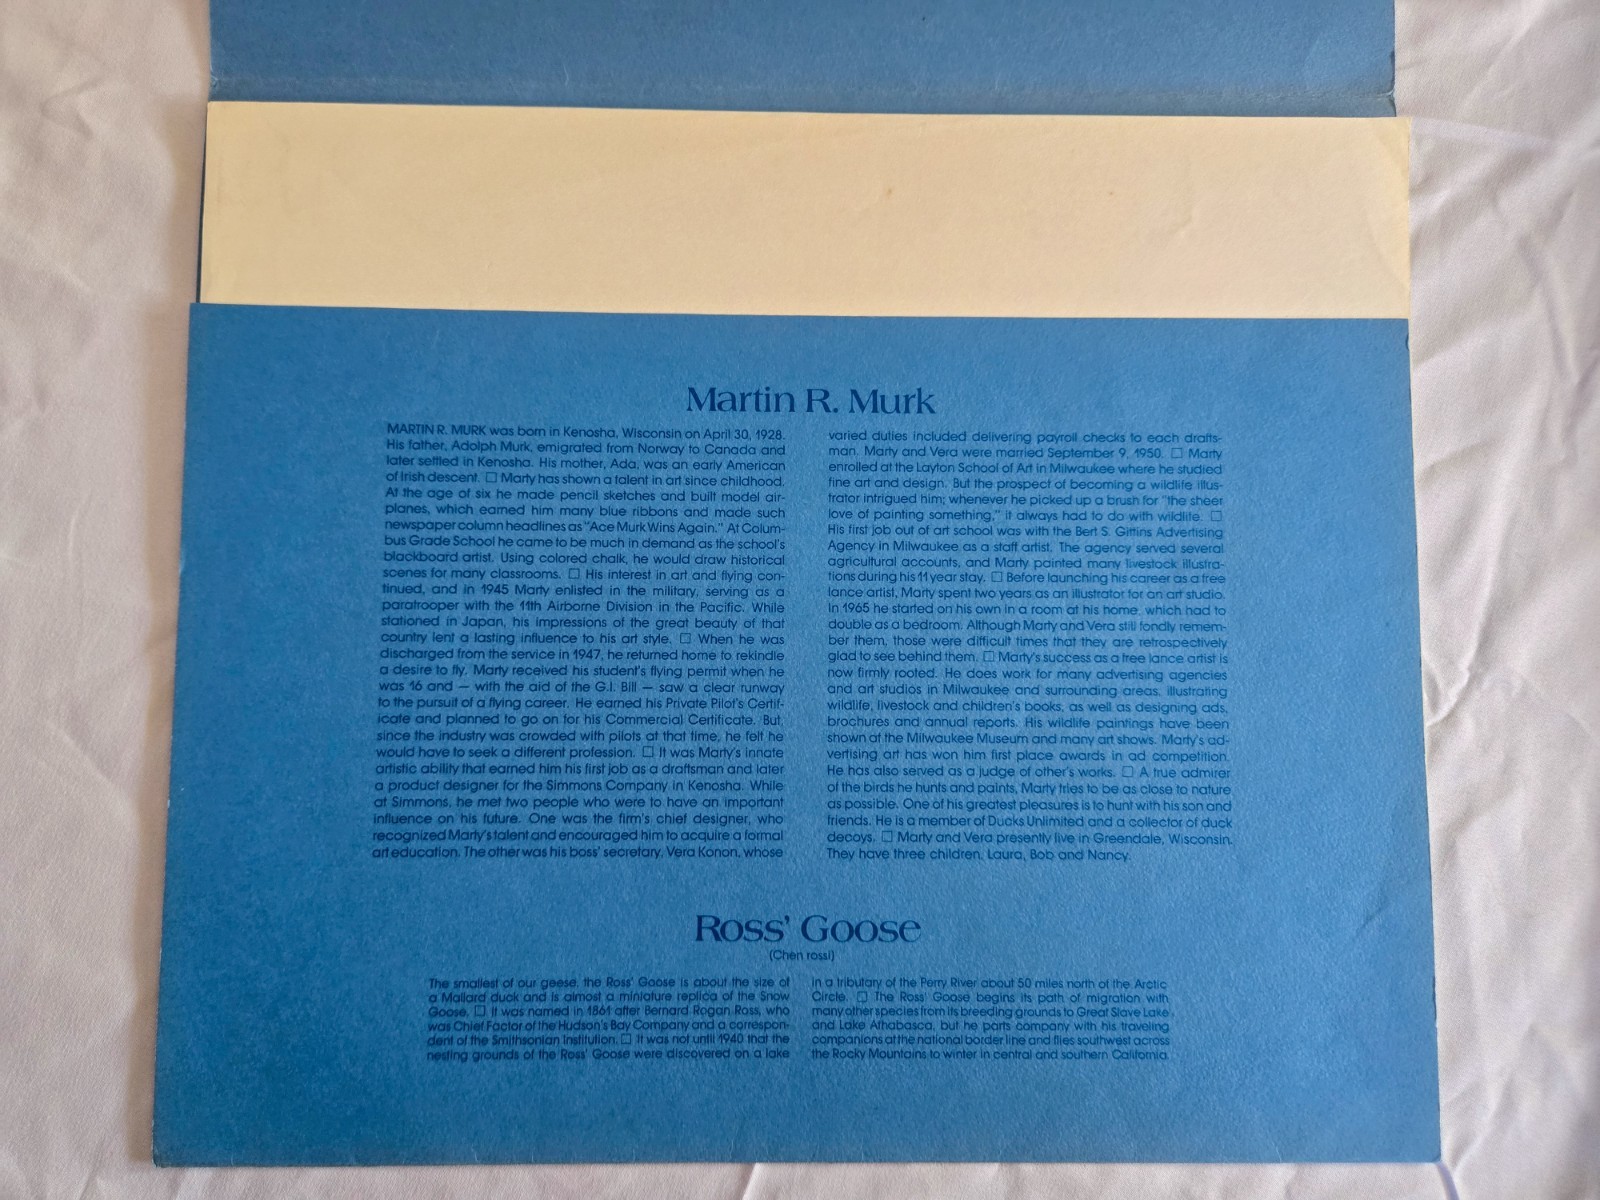 Martin R. Murk
MARTIN R. MURK was born in Kenosha, Wisconsin on April 30, 1928.
His father, Adolph Murk, emigrated from Norway to Canada and
later settled in Kenosha. His mother, Ada, was an early American
of Irish descent. □ Marty has shown a talent in art since childhood.
At the age of six he made pencil sketches and built model air-
planes, which earned him many blue ribbons and made such
newspaper column headlines as "Ace Murk Wins Again." At Colum-
bus Grade School he came to be much in demand as the school's
blackboard artist. Using colored chalk, he would draw historical
scenes for many classrooms. □ His interest in art and flying con-
tinued, and in 1945 Marty enlisted in the military, serving as a
paratrooper with the 11th Airborne Division in the Pacific. While
stationed in Japan, his impressions of the great beauty of that
country lent a lasting influence to his art style. □ When he was
discharged from the service in 1947, he returned home to rekindle
a desire to fly. Marty received his student's flying permit when he
was 16 and — with the aid of the G.I. Bill — saw a clear runway
to the pursuit of a flying career. He earned his Private Pilot's Certif-
icate and planned to go on for his Commercial Certificate. But,
since the industry was crowded with pilots at that time, he felt he
would have to seek a different profession. □ It was Marty's innate
artistic ability that earned him his first job as a draftsman and later
a product designer for the Simmons Company in Kenosha. While
at Simmons, he met two people who were to have an important
influence on his future. One was the firm's chief designer, who
recognized Marty's talent and encouraged him to acquire a formal
art education. The other was his boss' secretary, Vera Konon, whose
varied duties included delivering payroll checks to each drafts-
man. Marty and Vera were married September 9, 1950. □ Marty
enrolled at the Layton School of Art in Milwaukee where he studied
fine art and design. But the prospect of becoming a wildlife illus-
trator intrigued him; whenever he picked up a brush for "the sheer
love of painting something," it always had to do with wildlife. □
His first job out of art school was with the Bert S. Gittins Advertising
Agency in Milwaukee as a staff artist. The agency served several
agricultural accounts, and Marty painted many livestock illustra-
tions during his 11 year stay. □ Before launching his career as a free
lance artist, Marty spent two years as an illustrator for an art studio.
In 1965 he started on his own in a room at his home, which had to
double as a bedroom. Although Marty and Vera still fondly remem-
ber them, those were difficult times that they are retrospectively
glad to see behind them. □ Marty's success as a free lance artist is
now firmly rooted. He does work for many advertising agencies
and art studios in Milwaukee and surrounding areas, illustrating
wildlife, livestock and children's books, as well as designing ads,
brochures and annual reports. His wildlife paintings have been
shown at the Milwaukee Museum and many art shows. Marty's ad-
vertising art has won him first place awards in ad competition.
He has also served as a judge of other's works. □ A true admirer
of the birds he hunts and paints, Marty tries to be as close to nature
as possible. One of his greatest pleasures is to hunt with his son and
friends. He is a member of Ducks Unlimited and a collector of duck
decoys. □ Marty and Vera presently live in Greendale, Wisconsin.
They have three children, Laura, Bob and Nancy.
Ross' Goose
(Chen rossi)
The smallest of our geese, the Ross' Goose is about the size of
a Mallard duck and is almost a miniature replica of the Snow
Goose. □ It was named in 1861 after Bernard Rogan Ross, who
was Chief Factor of the Hudson's Bay Company and a correspon-
dent of the Smithsonian Institution. □ It was not until 1940 that the
nesting grounds of the Ross' Goose were discovered on a lake
in a tributary of the Perry River about 50 miles north of the Arctic
Circle. □ The Ross' Goose begins its path of migration with
many other species from its breeding grounds to Great Slave Lake
and Lake Athabasca, but he parts company with his traveling
companions at the national border line and flies southwest across
the Rocky Mountains to winter in central and southern California.